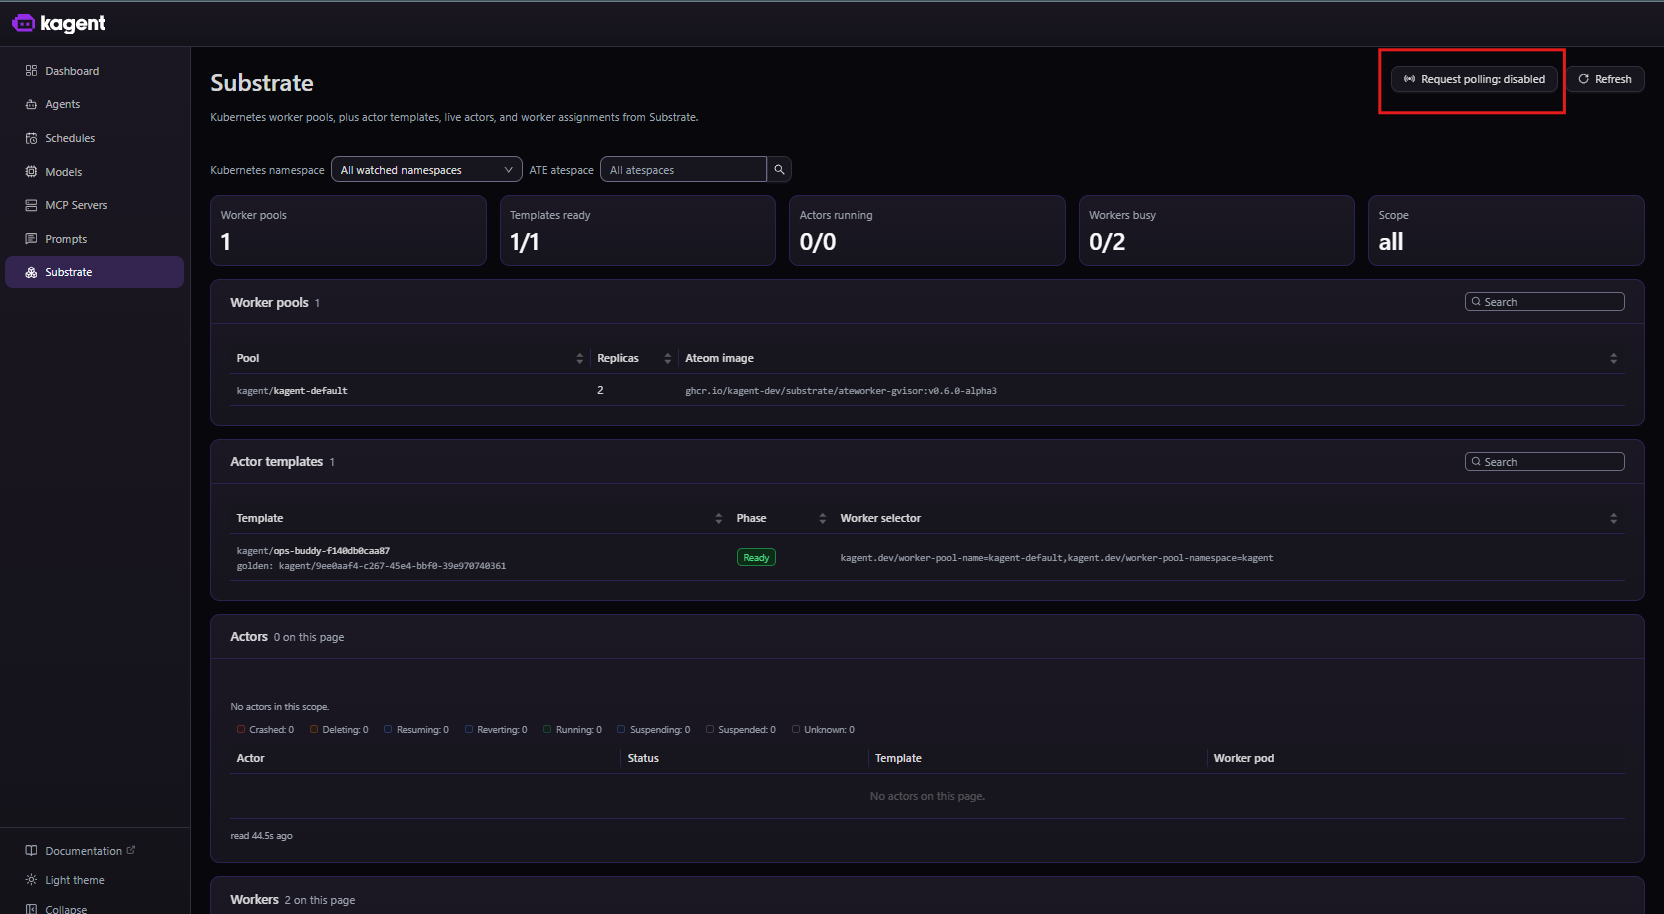 kagent
Dashboard
Agents
Schedules
Models
MCP Servers
Prompts
Substrate
Documentation
Light theme
Collapse
Substrate
Request polling: disabled
Refresh
Kubernetes worker pools, plus actor templates, live actors, and worker assignments from Substrate.
Kubernetes namespace All watched namespaces ATE atespace All atespaces
Worker pools
1
Templates ready
1/1
Actors running
0/0
Workers busy
0/2
Scope
all
Worker pools 1
Search
Pool Replicas Ateom image
kagent/kagent-default 2 ghcr.io/kagent-dev/substrate/ateworker-gvisor:v0.6.0-alpha3
Actor templates 1
Search
Template Phase Worker selector
kagent/ops-buddy-f140db0caa87
golden: kagent/9ee0aaf4-c267-45e4-bbf0-39e970740361
Ready
kagent.dev/worker-pool-name=kagent-default,kagent.dev/worker-pool-namespace=kagent
Actors 0 on this page
No actors in this scope.
Crashed: 0 Deleting: 0 Resuming: 0 Reverting: 0 Running: 0 Suspending: 0 Suspended: 0 Unknown: 0
Actor Status Template Worker pod
No actors on this page.
read 44.5s ago
Workers 2 on this page